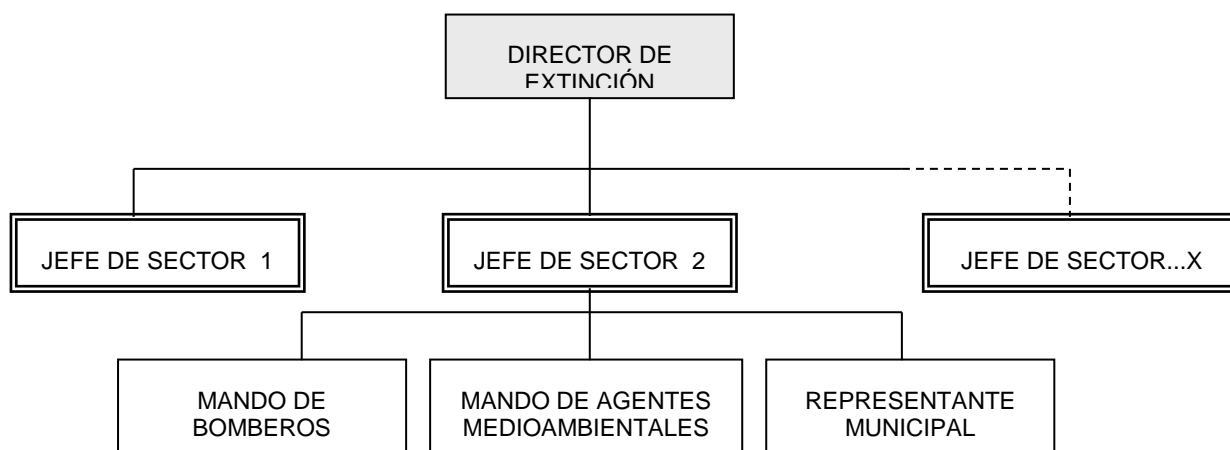 DIRECTOR DE
EXTINCIÓN
JEFE DE SECTOR 1
JEFE DE SECTOR 2
JEFE DE SECTOR...X
MANDO DE
BOMBEROS
MANDO DE AGENTES
MEDIOAMBIENTALES
REPRESENTANTE
MUNICIPAL